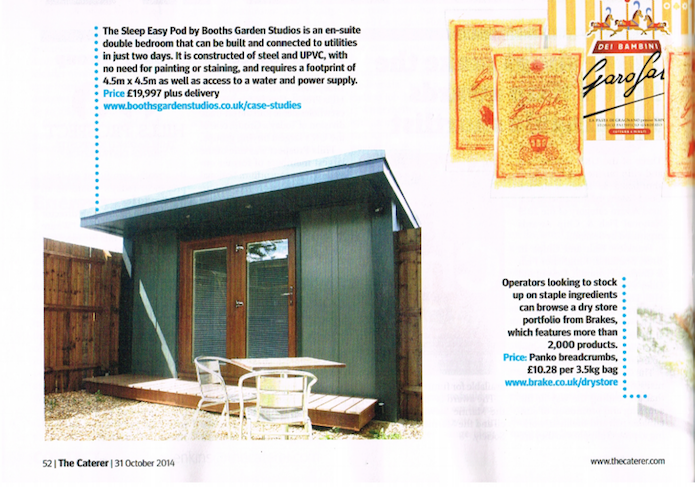 The Sleep Easy Pod by Booths Garden Studios is an en-suite
double bedroom that can be built and connected to utilities
in just two days. It is constructed of steel and UPVC, with
no need for painting or staining, and requires a footprint of
4.5m x 4.5m as well as access to a water and power supply.
Price £19,997 plus delivery
www.boothsgardenstudios.co.uk/case-studies
DEI BAMBINI
Garofalo
Operators looking to stock
up on staple ingredients
can browse a dry store
portfolio from Brakes,
which features more than
2,000 products.
Price: Panko breadcrumbs,
£10.28 per 3.5kg bag
www.brake.co.uk/drystore
52 | The Caterer | 31 October 2014
www.thecaterer.com